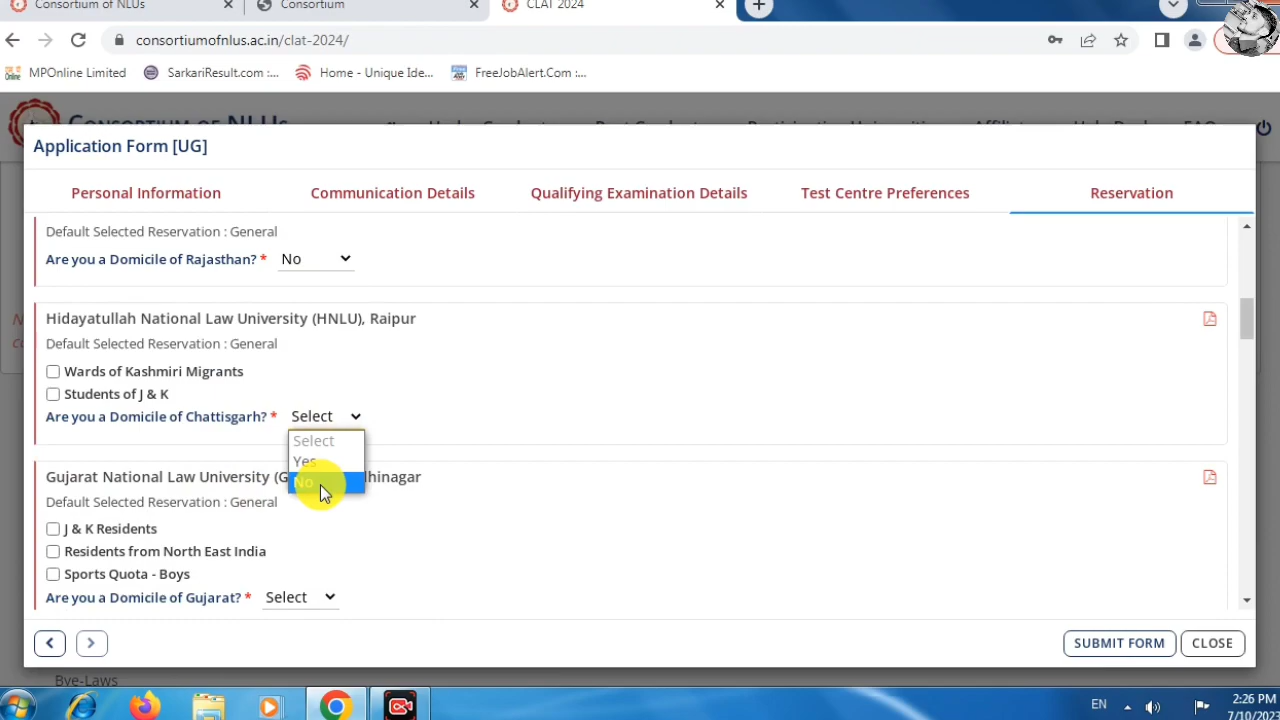 Consortium of NLUs
Consortium
CLAT 2024
consortiumofnlus.ac.in/clat-2024/
MPOnline Limited
SarkariResult.com :...
Home - Unique Ide...
FreeJobAlert.Com :...
Consortium of NLUs
Application Form [UG]
Personal Information
Communication Details
Qualifying Examination Details
Test Centre Preferences
Reservation
Default Selected Reservation : General
Are you a Domicile of Rajasthan? * No
Hidayatullah National Law University (HNLU), Raipur
Default Selected Reservation : General
Wards of Kashmiri Migrants
Students of J & K
Are you a Domicile of Chattisgarh? * Select
Select
Yes
No
Gujarat National Law University (G hinagar
Default Selected Reservation : General
J & K Residents
Residents from North East India
Sports Quota - Boys
Are you a Domicile of Gujarat? * Select
SUBMIT FORM
CLOSE
Bye-Laws
EN
2:26 PM